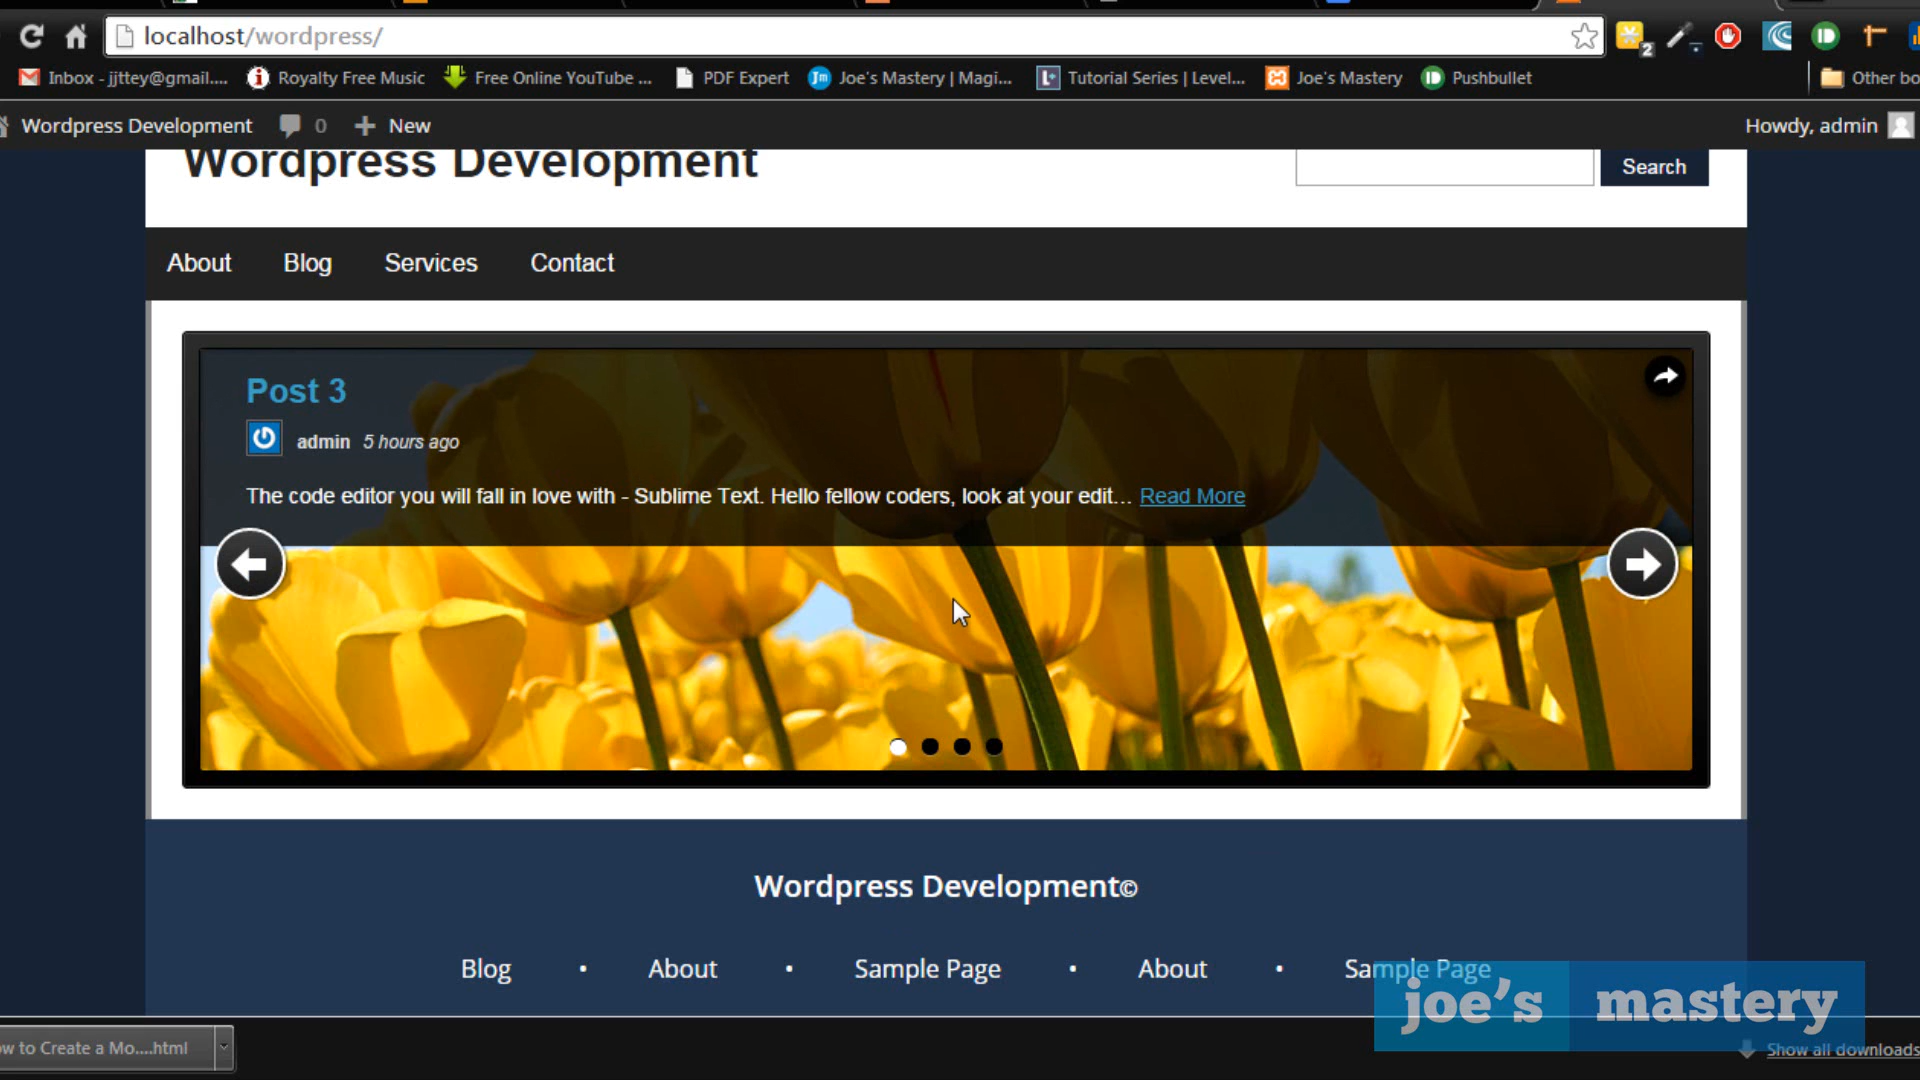 localhost/wordpress/
Inbox - jjttey@gmail.... Royalty Free Music Free Online YouTube ... PDF Expert Jm Joe's Mastery | Magi... Tutorial Series | Level... Joe's Mastery Pushbullet Other bo
2
Wordpress Development 0 New Howdy, admin
Wordpress Development
Search
About Blog Services Contact
Post 3
admin 5 hours ago
The code editor you will fall in love with - Sublime Text. Hello fellow coders, look at your edit... Read More
Wordpress Development©
Blog • About • Sample Page • About • Sample Page
joe's mastery
ow to Create a Mo....html
Show all downloads